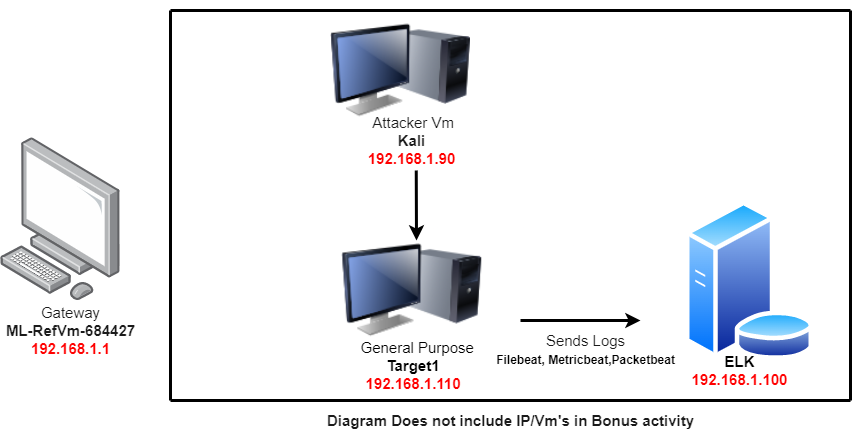 Attacker Vm
Kali
192.168.1.90
Gateway
ML-RefVm-684427
192.168.1.1
General Purpose
Target1
192.168.1.110
Sends Logs
Filebeat, Metricbeat,Packetbeat
ELK
192.168.1.100
Diagram Does not include IP/Vm's in Bonus activity